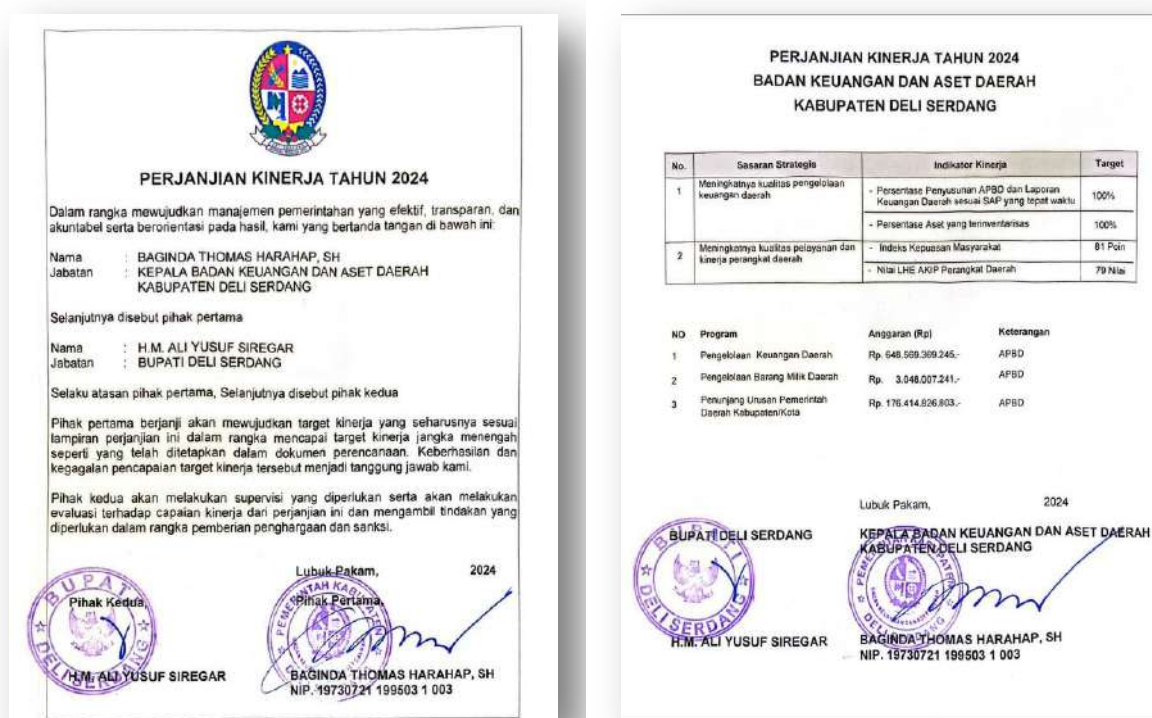 PERJANJIAN KINERJA TAHUN 2024
Dalam rangka mewujudkan manajemen pemerintahan yang efektif, transparan, dan
akuntabel serta berorientasi pada hasil, kami yang bertanda tangan di bawah ini:
Nama : BAGINDA THOMAS HARAHAP, SH
Jabatan : KEPALA BADAN KEUANGAN DAN ASET DAERAH
KABUPATEN DELI SERDANG
Selanjutnya disebut pihak pertama
Nama : H.M. ALI YUSUF SIREGAR
Jabatan : BUPATI DELI SERDANG
Selaku atasan pihak pertama, Selanjutnya disebut pihak kedua
Pihak pertama berjanji akan mewujudkan target kinerja yang seharusnya sesuai
lampiran perjanjian ini dalam rangka mencapai target kinerja jangka menengah
seperti yang telah ditetapkan dalam dokumen perencanaan. Keberhasilan dan
kegagalan pencapaian target kinerja tersebut menjadi tanggung jawab kami.
Pihak kedua akan melakukan supervisi yang diperlukan serta akan melakukan
evaluasi terhadap capaian kinerja dari perjanjian ini dan mengambil tindakan yang
diperlukan dalam rangka pemberian penghargaan dan sanksi.
Lubuk Pakam, 2024
Pihak Kedua, Pihak Pertama,
BUPATI
DELI SERDANG
PEMERINTAH KABUPATEN
H.M. ALI YUSUF SIREGAR BAGINDA THOMAS HARAHAP, SH
NIP. 19730721 199503 1 003
PERJANJIAN KINERJA TAHUN 2024
BADAN KEUANGAN DAN ASET DAERAH
KABUPATEN DELI SERDANG
No. Sasaran Strategis Indikator Kinerja Target
1 Meningkatnya kualitas pengelolaan - Persentase Penyusunan APBD dan Laporan 100%
keuangan daerah Keuangan Daerah sesuai SAP yang tepat waktu
- Persentase Aset yang terinventarisas 100%
2 Meningkatnya kualitas pelayanan dan - Indeks Kepuasan Masyarakat 81 Poin
kinerja perangkat daerah - Nilai LHE AKIP Perangkat Daerah 79 Nilai
NO Program Anggaran (Rp) Keterangan
1 Pengelolaan Keuangan Daerah Rp. 648.569.369.245,- APBD
2 Pengelolaan Barang Milik Daerah Rp. 3.048.007.241,- APBD
3 Penunjang Urusan Pemerintah Rp. 176.414.826.803,- APBD
Daerah Kabupaten/Kota
Lubuk Pakam, 2024
BUPATI DELI SERDANG KEPALA BADAN KEUANGAN DAN ASET DAERAH
KABUPATEN DELI SERDANG
BUPATI
DELI SERDANG
PEMERINTAH KABUPATEN
DELI SERDANG
H.M. ALI YUSUF SIREGAR BAGINDA THOMAS HARAHAP, SH
NIP. 19730721 199503 1 003